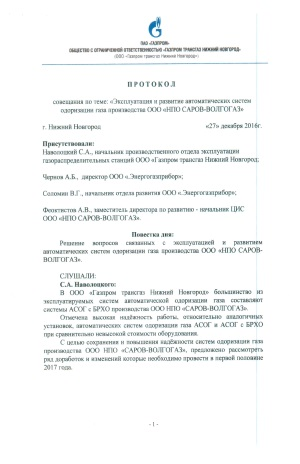 ГАЗПРОМ
ПАО «ГАЗПРОМ»
ОБЩЕСТВО С ОГРАНИЧЕННОЙ ОТВЕТСТВЕННОСТЬЮ «ГАЗПРОМ ТРАНСГАЗ НИЖНИЙ НОВГОРОД»
(ООО «Газпром трансгаз Нижний Новгород»)
ПРОТОКОЛ
совещания по теме: «Эксплуатация и развитие автоматических систем
одоризации газа производства ООО «НПО САРОВ-ВОЛГОГАЗ»
г. Нижний Новгород «27» декабря 2016г.
Присутствовали:
Наволоцкой С.А., начальник производственного отдела эксплуатации
газораспределительных станций ООО «Газпром трансгаз Нижний Новгород;
Чернов А.Б., директор ООО «.Энергогазприбор»;
Соломин В.Г., начальник отдела развития ООО «.Энергогазприбор»;
Феоктистов А.В., заместитель директора по развитию - начальник ЦИС
ООО «НПО САРОВ-ВОЛГОГАЗ».
Повестка дня:
Решение вопросов связанных с эксплуатацией и развитием
автоматических систем одоризации газа производства ООО «НПО САРОВ-
ВОЛГОГАЗ».
СЛУШАЛИ:
С.А. Наволоцкого.
В ООО «Газпром трансгаз Нижний Новгород» большинство из
эксплуатируемых систем автоматической одоризации газа составляют
системы АСОГ с БРХО производства ООО НПО «САРОВ-ВОЛГОГАЗ».
Отмечена высокая надёжность работы, относительно аналогичных
установок, автоматических систем одоризации газа АСОГ и АСОГ с БРХО
при сравнительно невысокой стоимости оборудования.
С целью сохранения и повышения надёжности систем одоризации газа
производства ООО НПО «САРОВ-ВОЛГОГАЗ», предложено рассмотреть
ряд доработок и изменений которые необходимо провести в первой половине
2017 года.
- 1 -